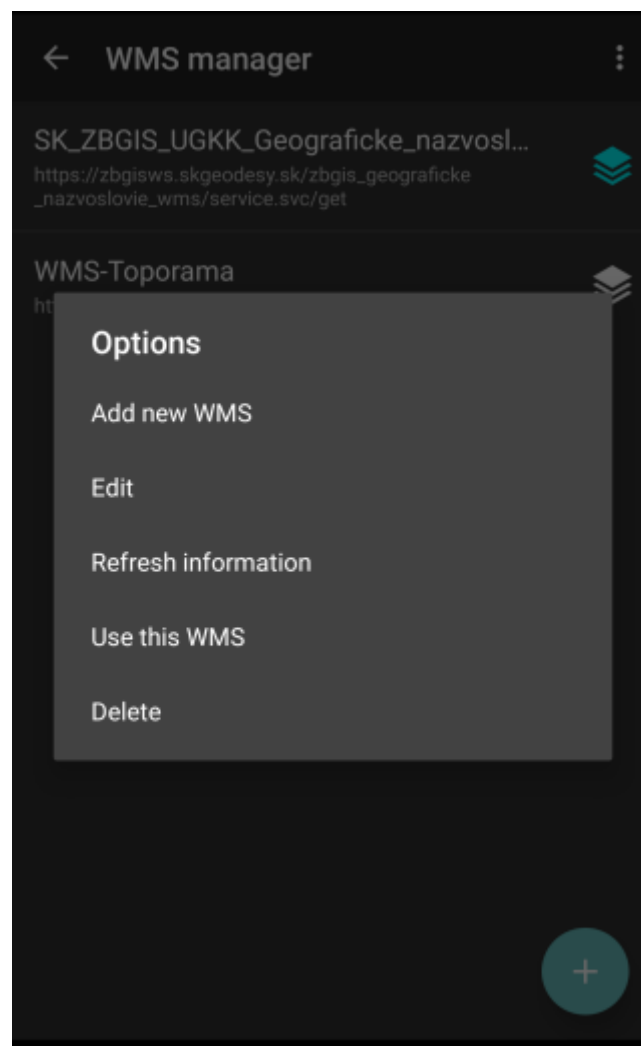 WMS manager
SK_ZBGIS_UGKK_Geograficke_nazvosl...
https://zbgisws.skgeodesy.sk/zbgis_geograficke
_nazvoslovie_wms/service.svc/get
WMS-Toporama
Options
Add new WMS
Edit
Refresh information
Use this WMS
Delete